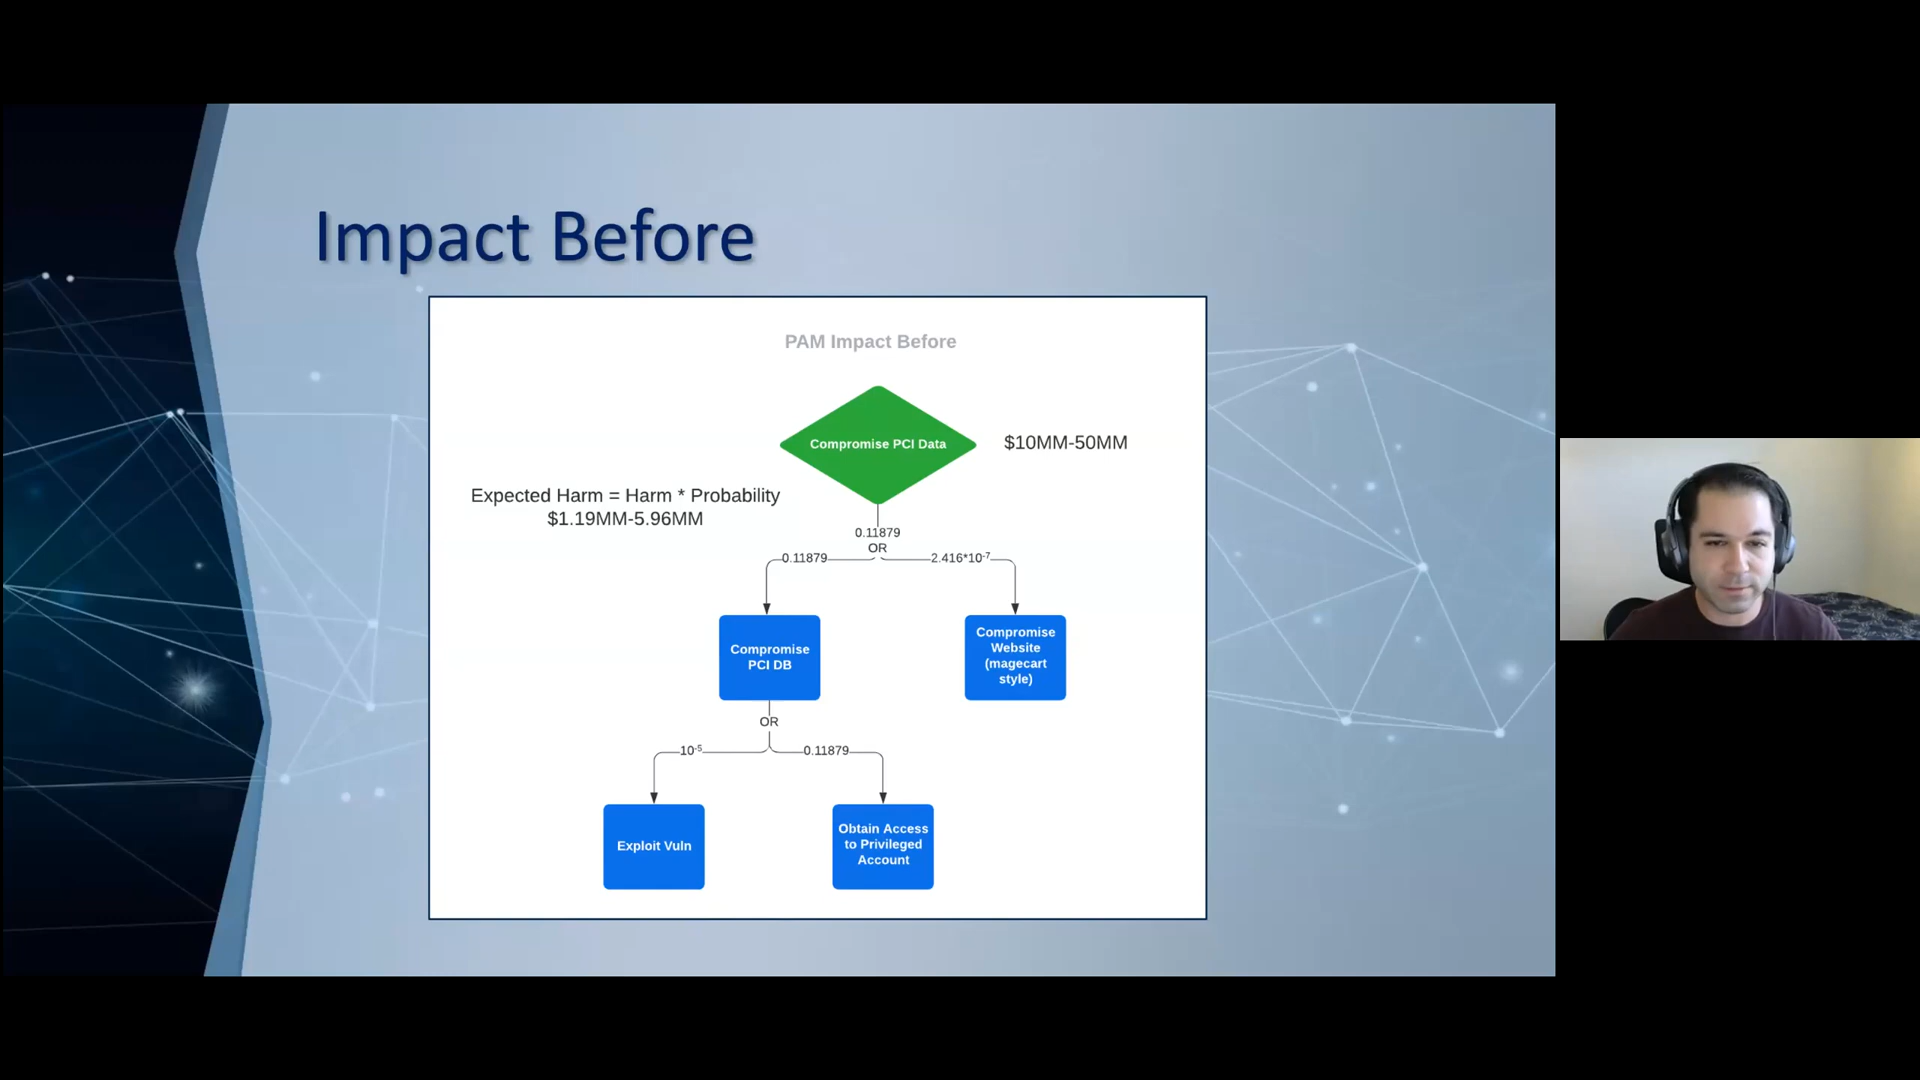 Impact Before
PAM Impact Before
Compromise PCI Data
$10MM-50MM
Expected Harm = Harm * Probability
$1.19MM-5.96MM
0.11879
OR
0.11879
2.416*10⁻⁷
Compromise
PCI DB
Compromise
Website
(magecart
style)
OR
10⁻⁵
0.11879
Exploit Vuln
Obtain Access
to Privileged
Account